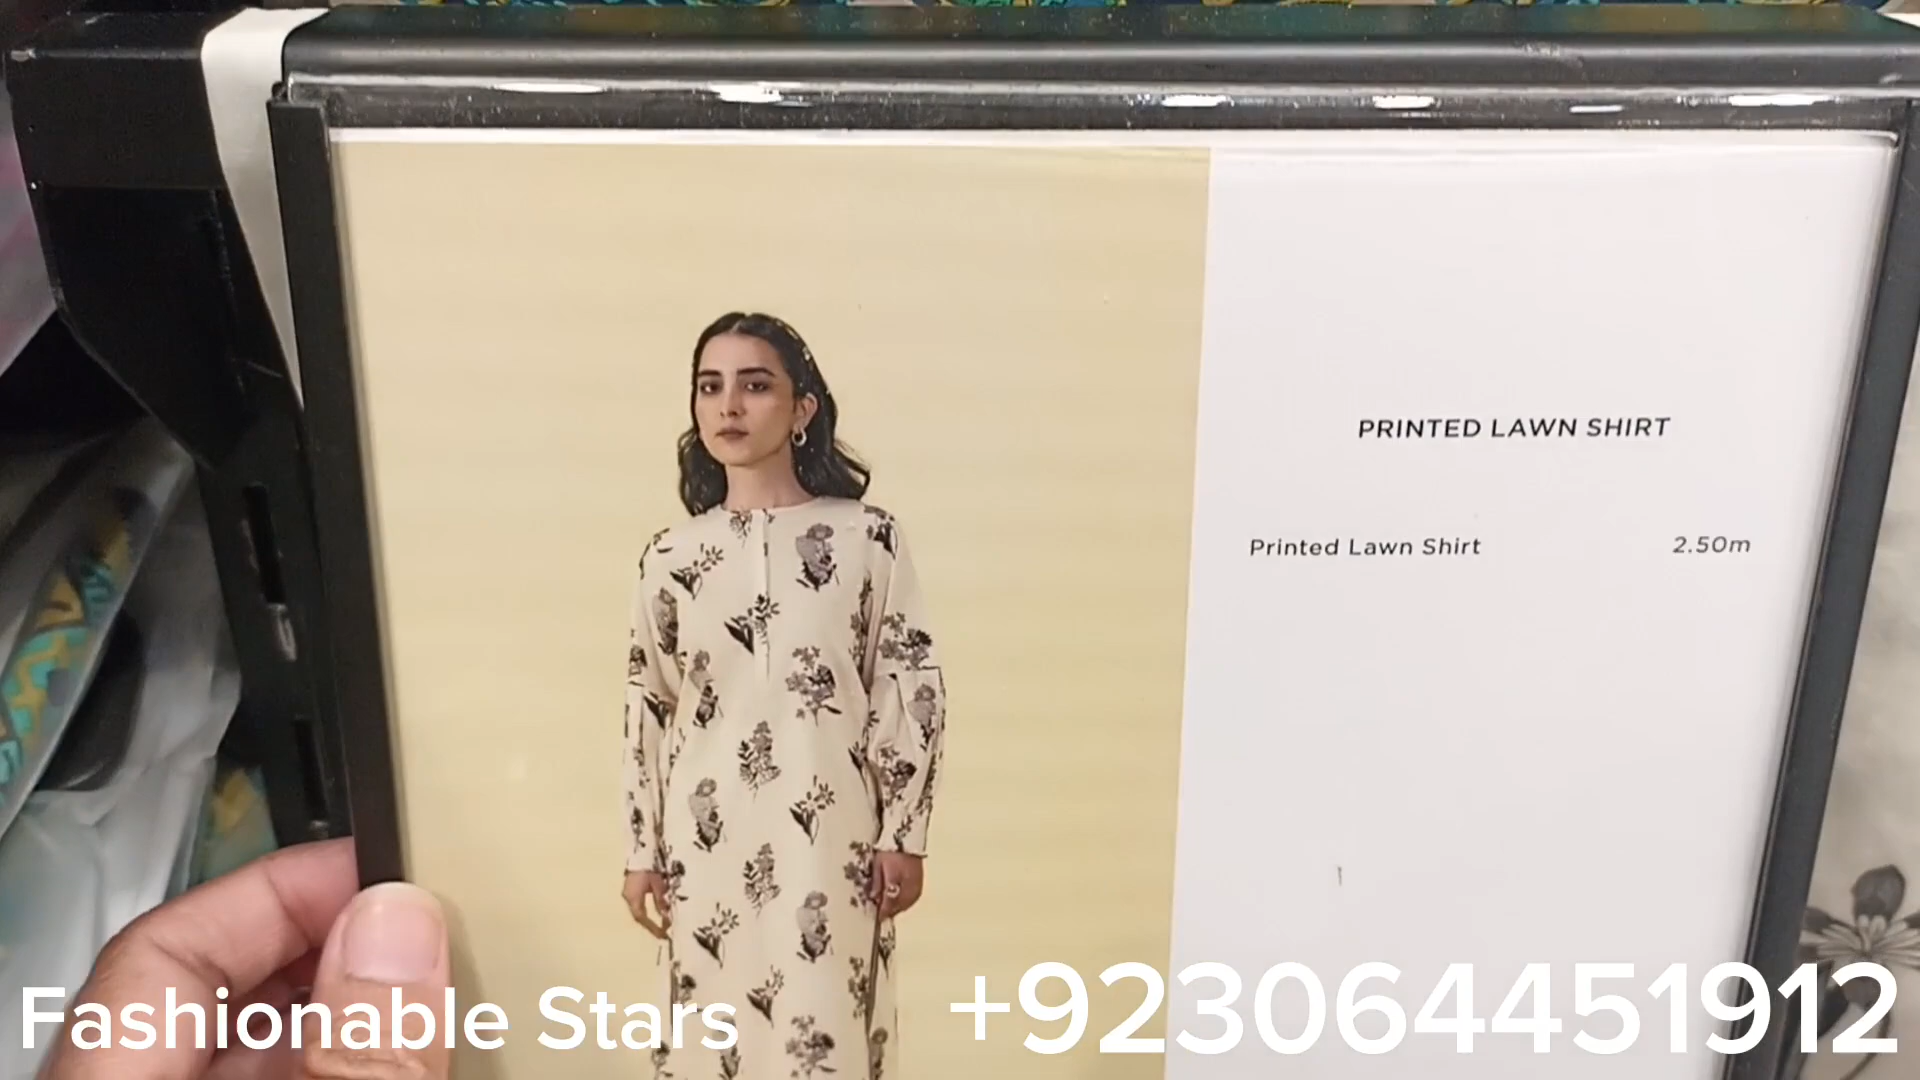 PRINTED LAWN SHIRT
Printed Lawn Shirt 2.50m
Fashionable Stars +923064451912